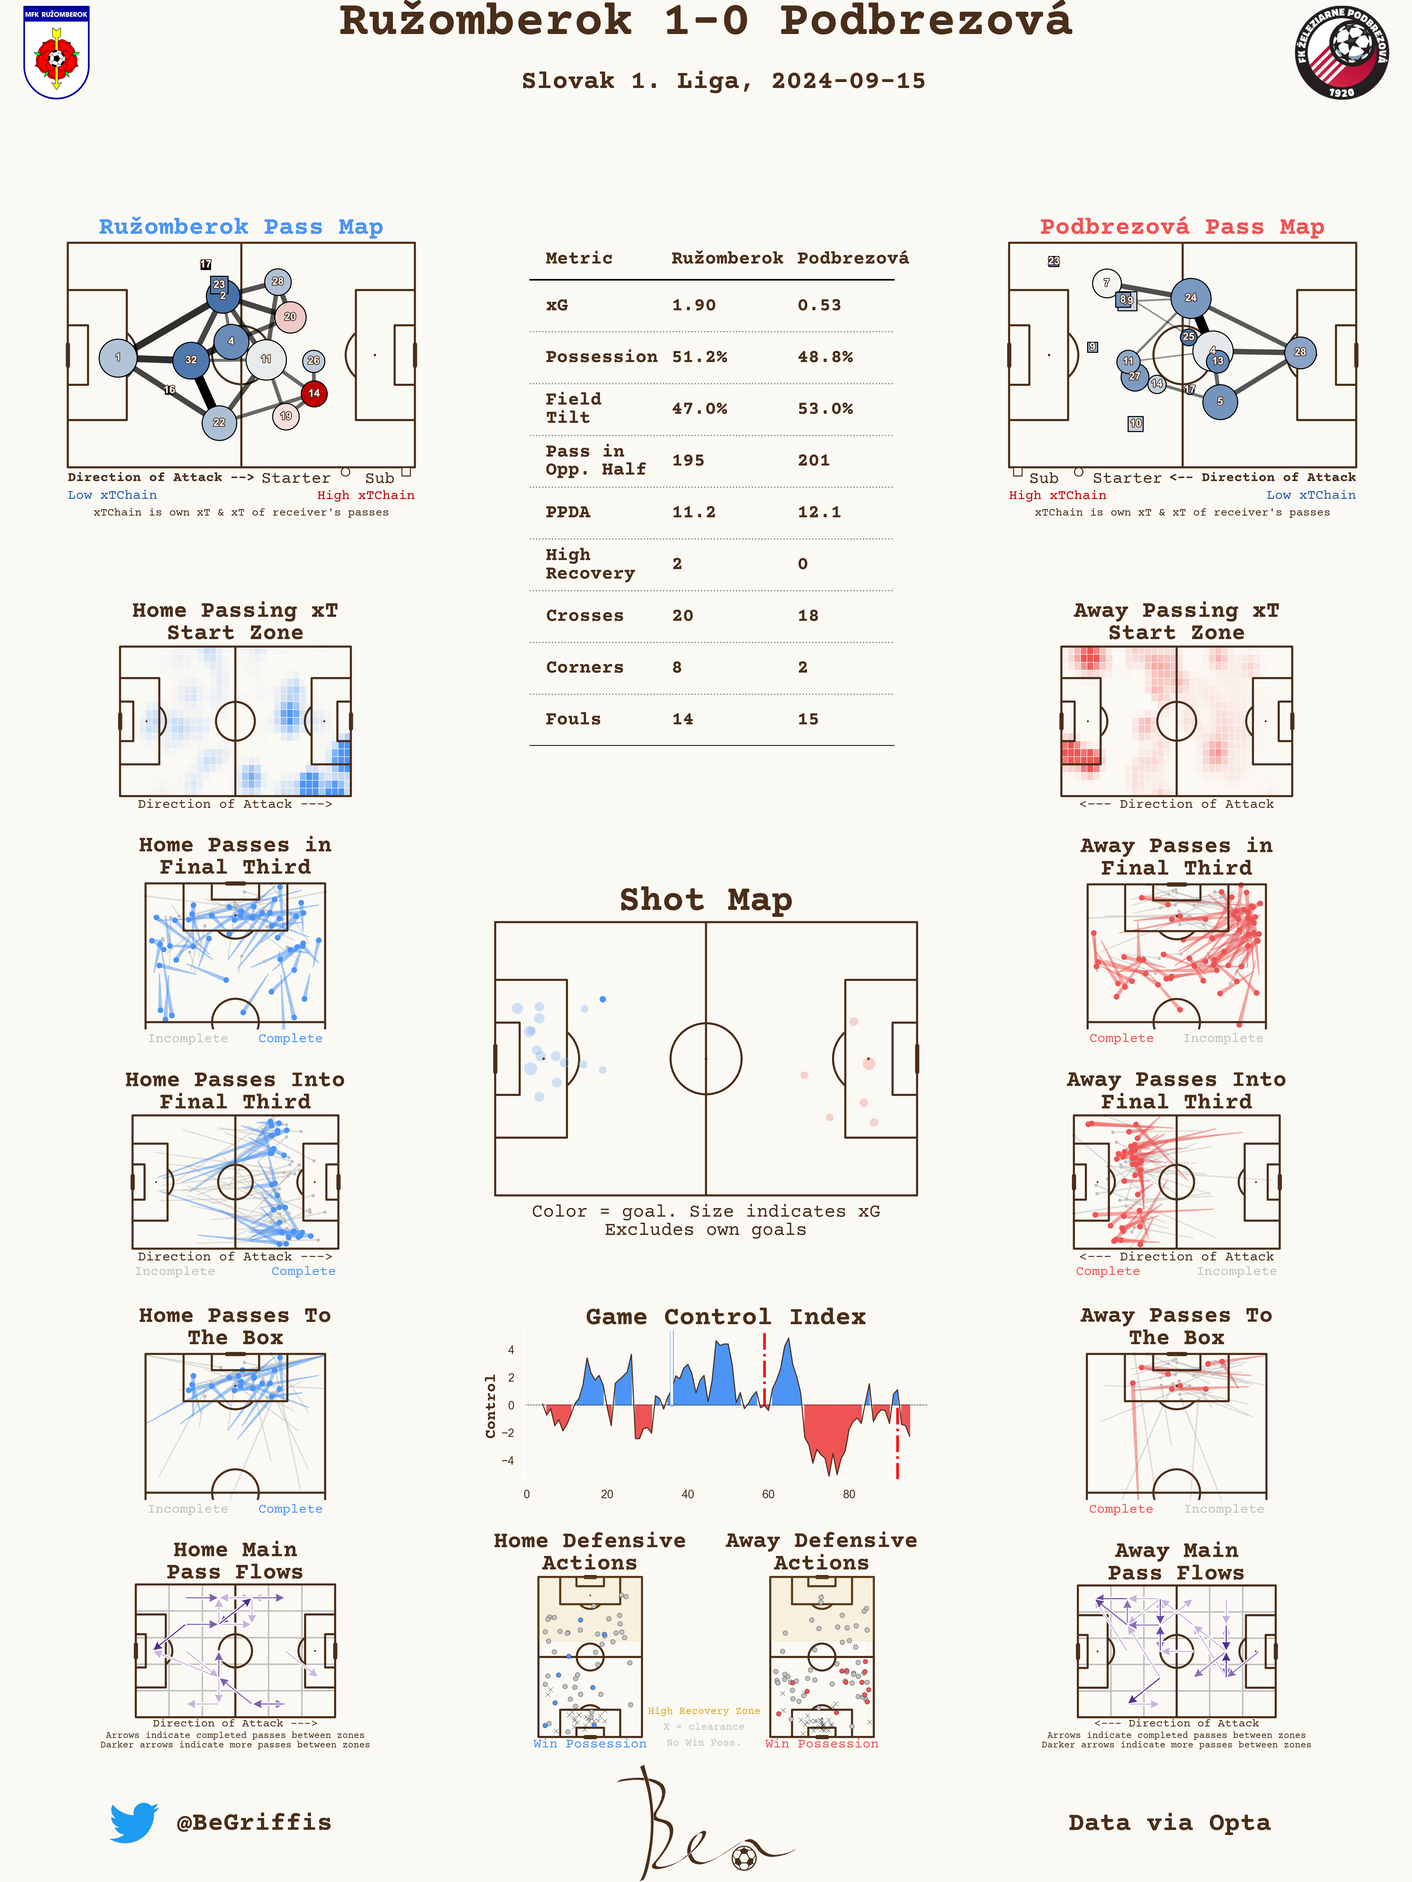 Ružomberok 1-0 Podbrezová
MFK RUŽOMBEROK
FK ŽELEZIARNE PODBREZOVÁ
1920
Slovak 1. Liga, 2024-09-15
Ružomberok Pass Map
17
23
2
28
20
4
1
32
11
26
16
14
22
19
Direction of Attack --> Starter Sub
Low xTChain High xTChain
xTChain is own xT & xT of receiver's passes
Metric Ružomberok Podbrezová
xG 1.90 0.53
Possession 51.2% 48.8%
Field
Tilt 47.0% 53.0%
Pass in
Opp. Half 195 201
PPDA 11.2 12.1
High
Recovery 2 0
Crosses 20 18
Corners 8 2
Fouls 14 15
Podbrezová Pass Map
23
7
8
9
24
25
9
4
28
11
13
27
14
17
5
10
Sub Starter <-- Direction of Attack
High xTChain Low xTChain
xTChain is own xT & xT of receiver's passes
Home Passing xT
Start Zone
Direction of Attack --->
Away Passing xT
Start Zone
<--- Direction of Attack
Home Passes in
Final Third
Incomplete Complete
Away Passes in
Final Third
Complete Incomplete
Shot Map
Color = goal. Size indicates xG
Excludes own goals
Home Passes Into
Final Third
Direction of Attack --->
Incomplete Complete
Away Passes Into
Final Third
<--- Direction of Attack
Complete Incomplete
Home Passes To
The Box
Incomplete Complete
Game Control Index
Control
4
2
0
−2
−4
0 20 40 60 80
Away Passes To
The Box
Complete Incomplete
Home Main
Pass Flows
Direction of Attack --->
Arrows indicate completed passes between zones
Darker arrows indicate more passes between zones
Home Defensive
Actions
Win Possession
Away Defensive
Actions
Win Possession
High Recovery Zone
X = clearance
No Win Poss.
Away Main
Pass Flows
<--- Direction of Attack
Arrows indicate completed passes between zones
Darker arrows indicate more passes between zones
@BeGriffis
Ben
Data via Opta